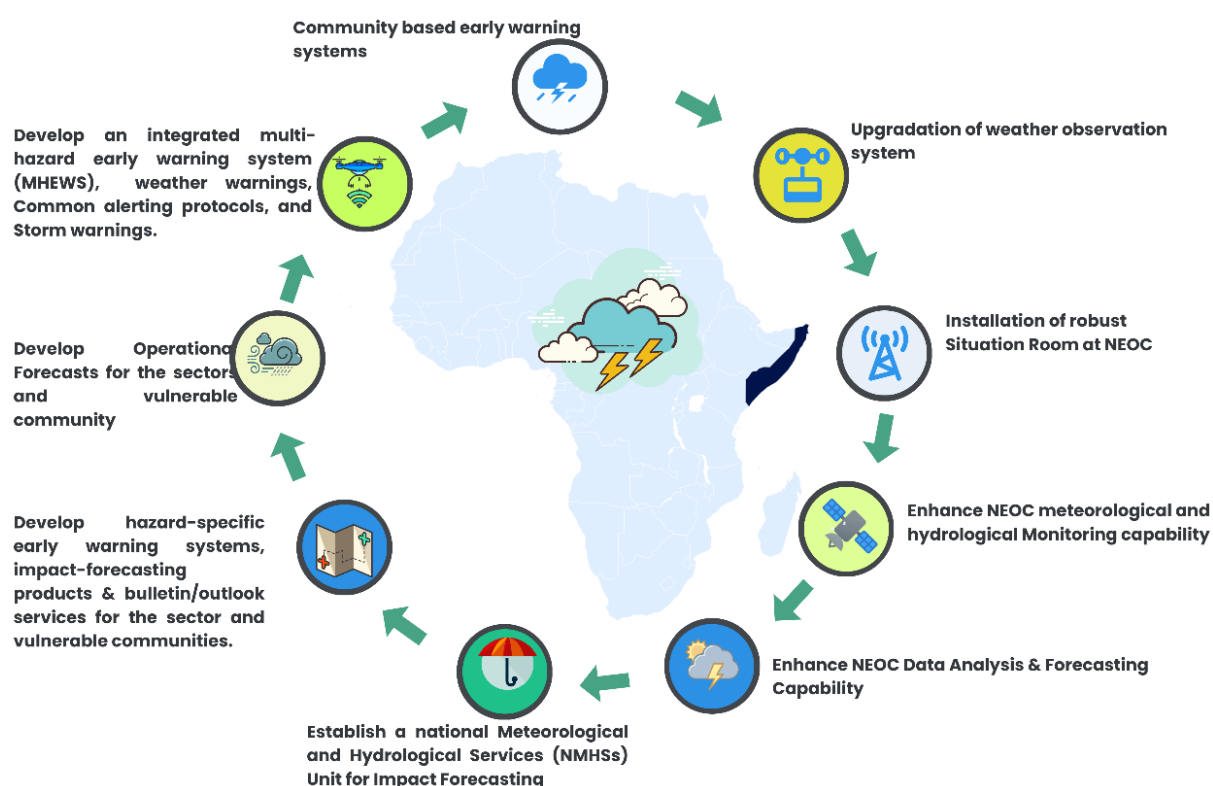 Community based early warning
systems
Upgradation of weather observation
system
Installation of robust
Situation Room at NEOC
Enhance NEOC meteorological and
hydrological Monitoring capability
Enhance NEOC Data Analysis & Forecasting
Capability
Establish a national Meteorological
and Hydrological Services (NMHSs)
Unit for Impact Forecasting
Develop hazard-specific
early warning systems,
impact-forecasting
products & bulletin/outlook
services for the sector and
vulnerable communities.
Develop Operational
Forecasts for the sectors
and vulnerable
community
Develop an integrated multi-
hazard early warning system
(MHEWS), weather warnings,
Common alerting protocols, and
Storm warnings.